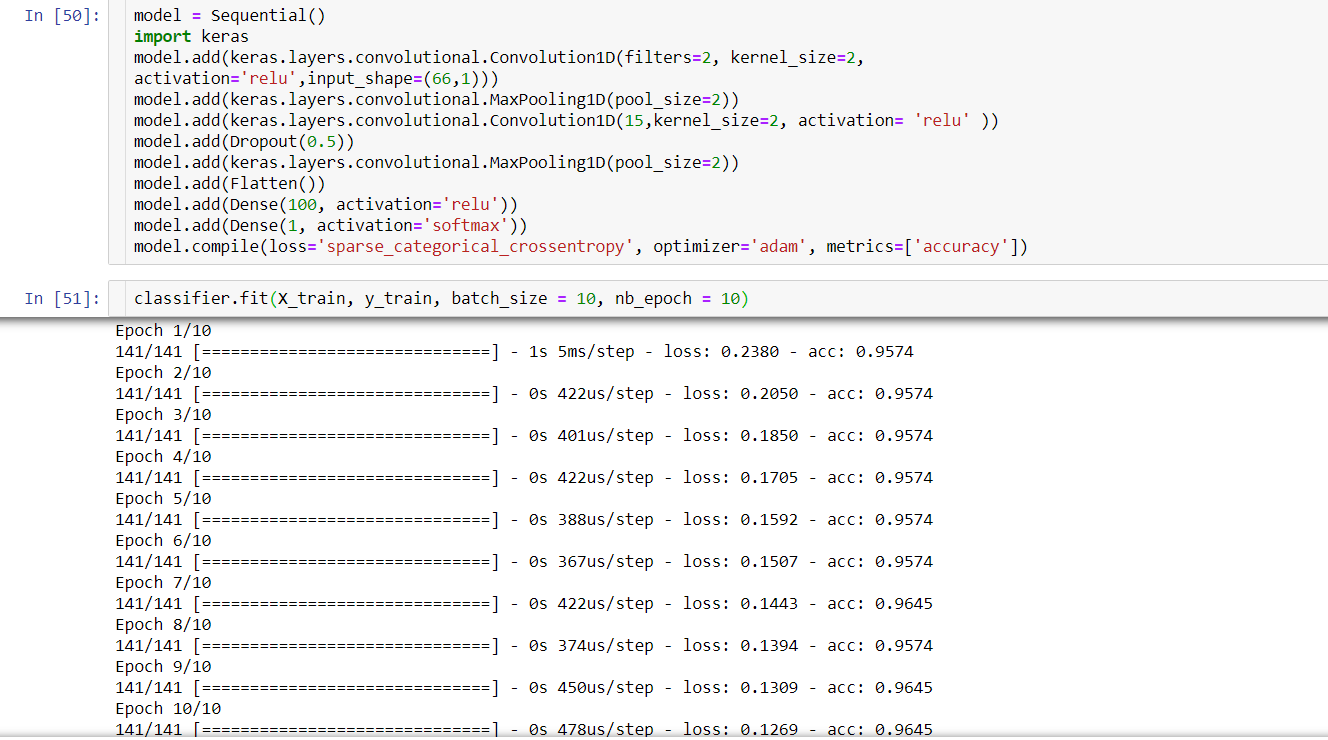 In [50]: model = Sequential()
import keras
model.add(keras.layers.convolutional.Convolution1D(filters=2, kernel_size=2,
activation='relu',input_shape=(66,1)))
model.add(keras.layers.convolutional.MaxPooling1D(pool_size=2))
model.add(keras.layers.convolutional.Convolution1D(15,kernel_size=2, activation= 'relu' ))
model.add(Dropout(0.5))
model.add(keras.layers.convolutional.MaxPooling1D(pool_size=2))
model.add(Flatten())
model.add(Dense(100, activation='relu'))
model.add(Dense(1, activation='softmax'))
model.compile(loss='sparse_categorical_crossentropy', optimizer='adam', metrics=['accuracy'])
In [51]: classifier.fit(X_train, y_train, batch_size = 10, nb_epoch = 10)
Epoch 1/10
141/141 [==============================] - 1s 5ms/step - loss: 0.2380 - acc: 0.9574
Epoch 2/10
141/141 [==============================] - 0s 422us/step - loss: 0.2050 - acc: 0.9574
Epoch 3/10
141/141 [==============================] - 0s 401us/step - loss: 0.1850 - acc: 0.9574
Epoch 4/10
141/141 [==============================] - 0s 422us/step - loss: 0.1705 - acc: 0.9574
Epoch 5/10
141/141 [==============================] - 0s 388us/step - loss: 0.1592 - acc: 0.9574
Epoch 6/10
141/141 [==============================] - 0s 367us/step - loss: 0.1507 - acc: 0.9574
Epoch 7/10
141/141 [==============================] - 0s 422us/step - loss: 0.1443 - acc: 0.9645
Epoch 8/10
141/141 [==============================] - 0s 374us/step - loss: 0.1394 - acc: 0.9574
Epoch 9/10
141/141 [==============================] - 0s 450us/step - loss: 0.1309 - acc: 0.9645
Epoch 10/10
141/141 [==============================] - 0s 478us/step - loss: 0.1269 - acc: 0.9645